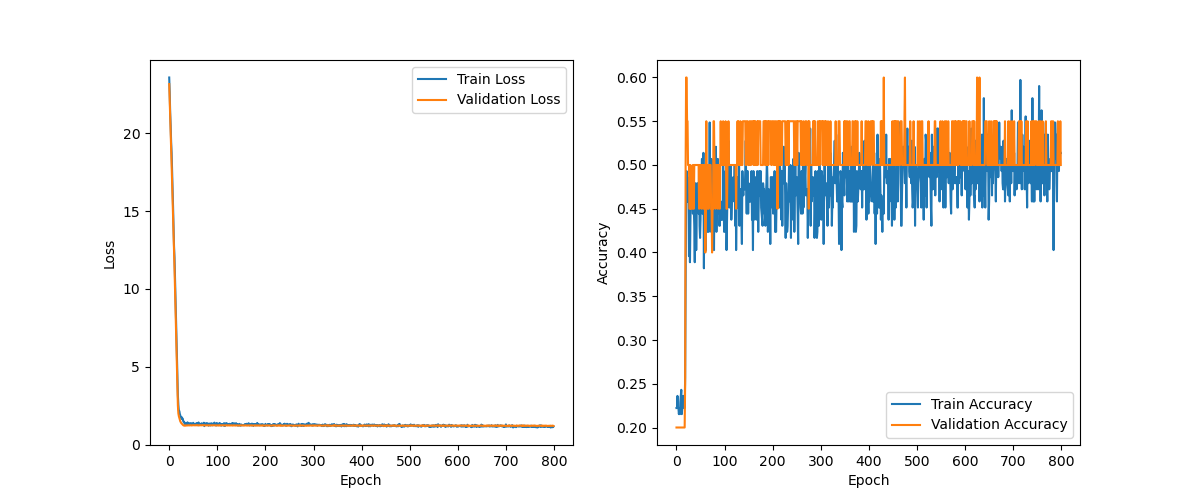 Train Loss
Validation Loss
20
15
10
5
0
Loss
0 100 200 300 400 500 600 700 800
Epoch
0.60
0.55
0.50
0.45
0.40
0.35
0.30
0.25
0.20
Accuracy
Train Accuracy
Validation Accuracy
0 100 200 300 400 500 600 700 800
Epoch